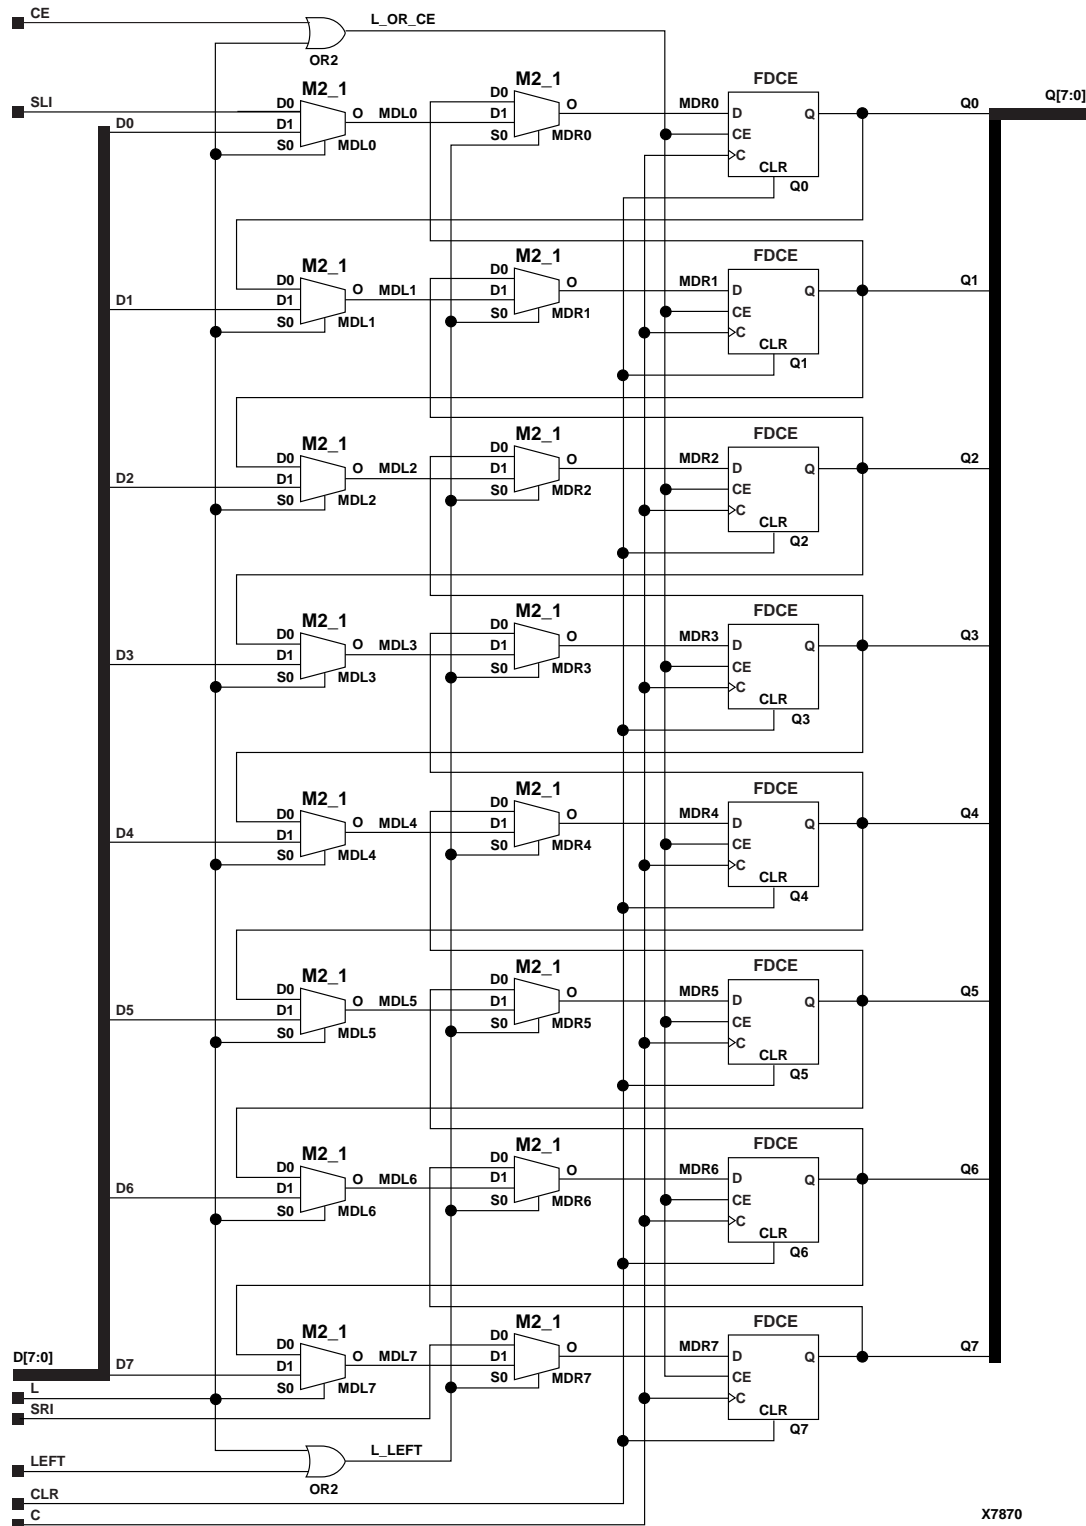 CE
L_OR_CE
OR2
FDCE
Q[7:0]
M2_1
M2_1
SLI
D0
D0
D1
S0
O
MDL0
MDL0
D0
D1
S0
O
MDR0
MDR0
D
CE
C
Q
CLR
Q0
Q0
M2_1
M2_1
FDCE
D1
D0
D1
S0
O
MDL1
MDL1
D0
D1
S0
O
MDR1
MDR1
D
CE
C
Q
CLR
Q1
Q1
M2_1
M2_1
FDCE
D2
D0
D1
S0
O
MDL2
MDL2
D0
D1
S0
O
MDR2
MDR2
D
CE
C
Q
CLR
Q2
Q2
M2_1
M2_1
FDCE
D3
D0
D1
S0
O
MDL3
MDL3
D0
D1
S0
O
MDR3
MDR3
D
CE
C
Q
CLR
Q3
Q3
M2_1
M2_1
FDCE
D4
D0
D1
S0
O
MDL4
MDL4
D0
D1
S0
O
MDR4
MDR4
D
CE
C
Q
CLR
Q4
Q4
M2_1
M2_1
FDCE
D5
D0
D1
S0
O
MDL5
MDL5
D0
D1
S0
O
MDR5
MDR5
D
CE
C
Q
CLR
Q5
Q5
M2_1
M2_1
FDCE
D6
D0
D1
S0
O
MDL6
MDL6
D0
D1
S0
O
MDR6
MDR6
D
CE
C
Q
CLR
Q6
Q6
M2_1
M2_1
FDCE
D[7:0]
D7
D0
D1
S0
O
MDL7
MDL7
D0
D1
S0
O
MDR7
MDR7
D
CE
C
Q
CLR
Q7
Q7
L
SRI
L_LEFT
LEFT
OR2
CLR
C
X7870